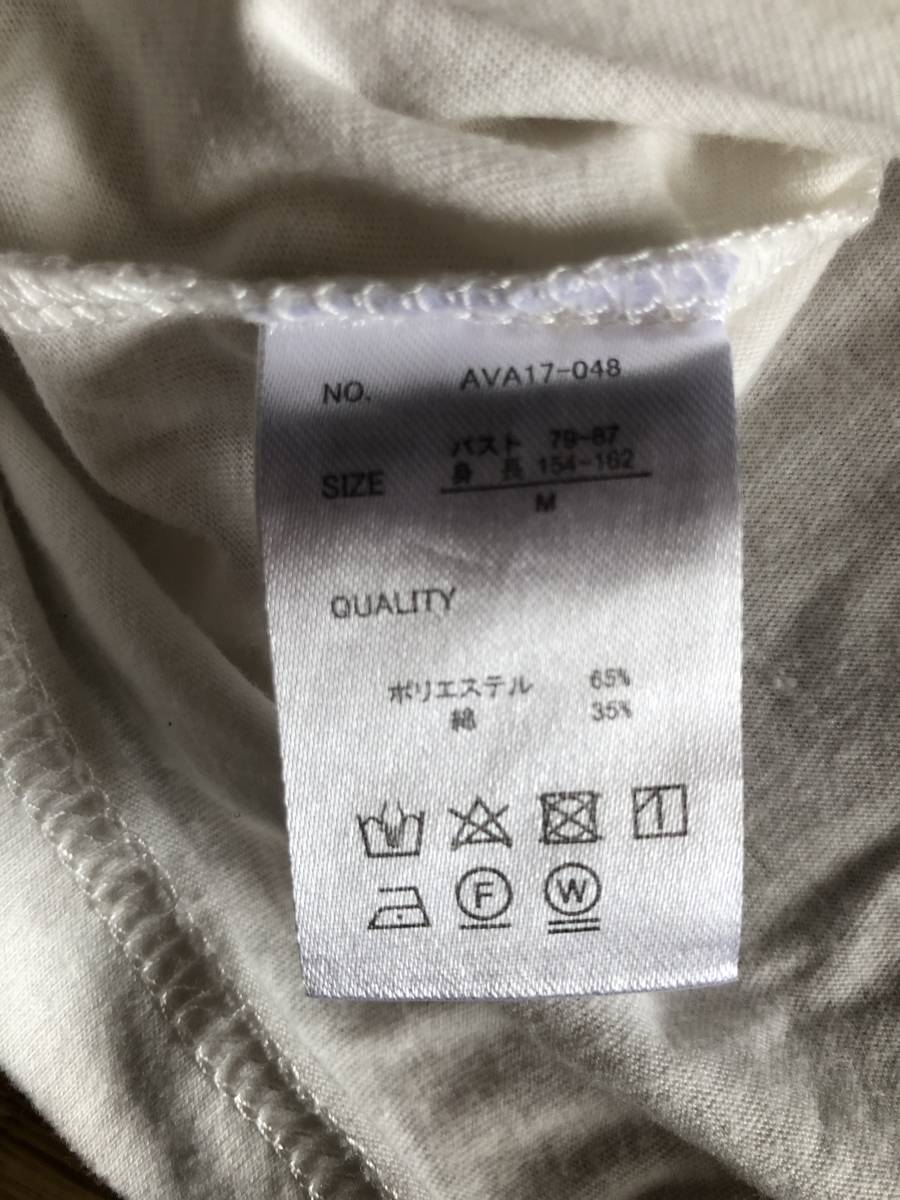 NO. AVA17-048
バスト 79-87
身長 154-162
SIZE
M
QUALITY
ポリエステル 65%
綿 35%
F W